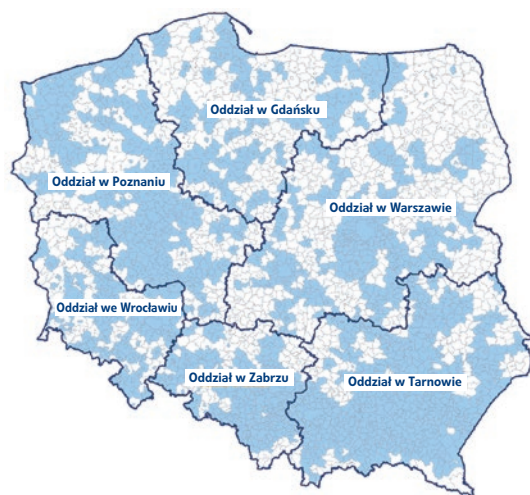 Oddział w Gdańsku
Oddział w Poznaniu
Oddział w Warszawie
Oddział we Wrocławiu
Oddział w Zabrzu
Oddział w Tarnowie